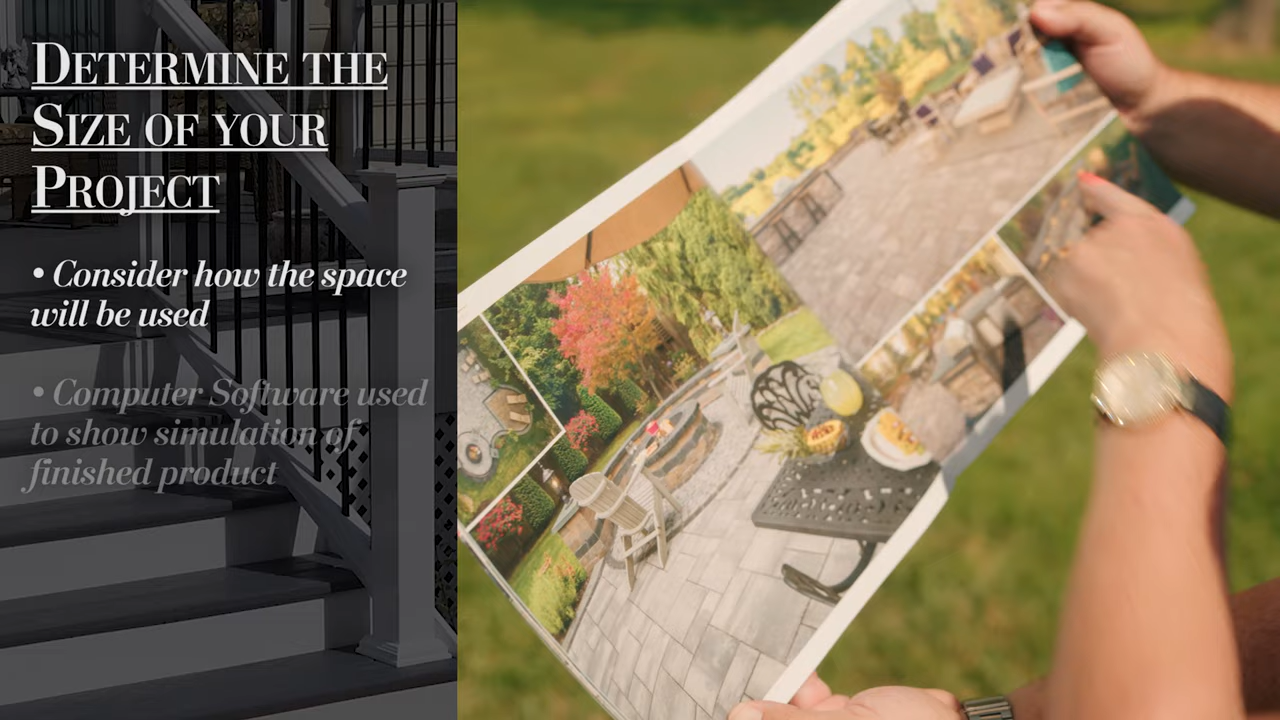 DETERMINE THE
SIZE OF YOUR
PROJECT
• Consider how the space
will be used
• Computer Software used
to show simulation of
finished product